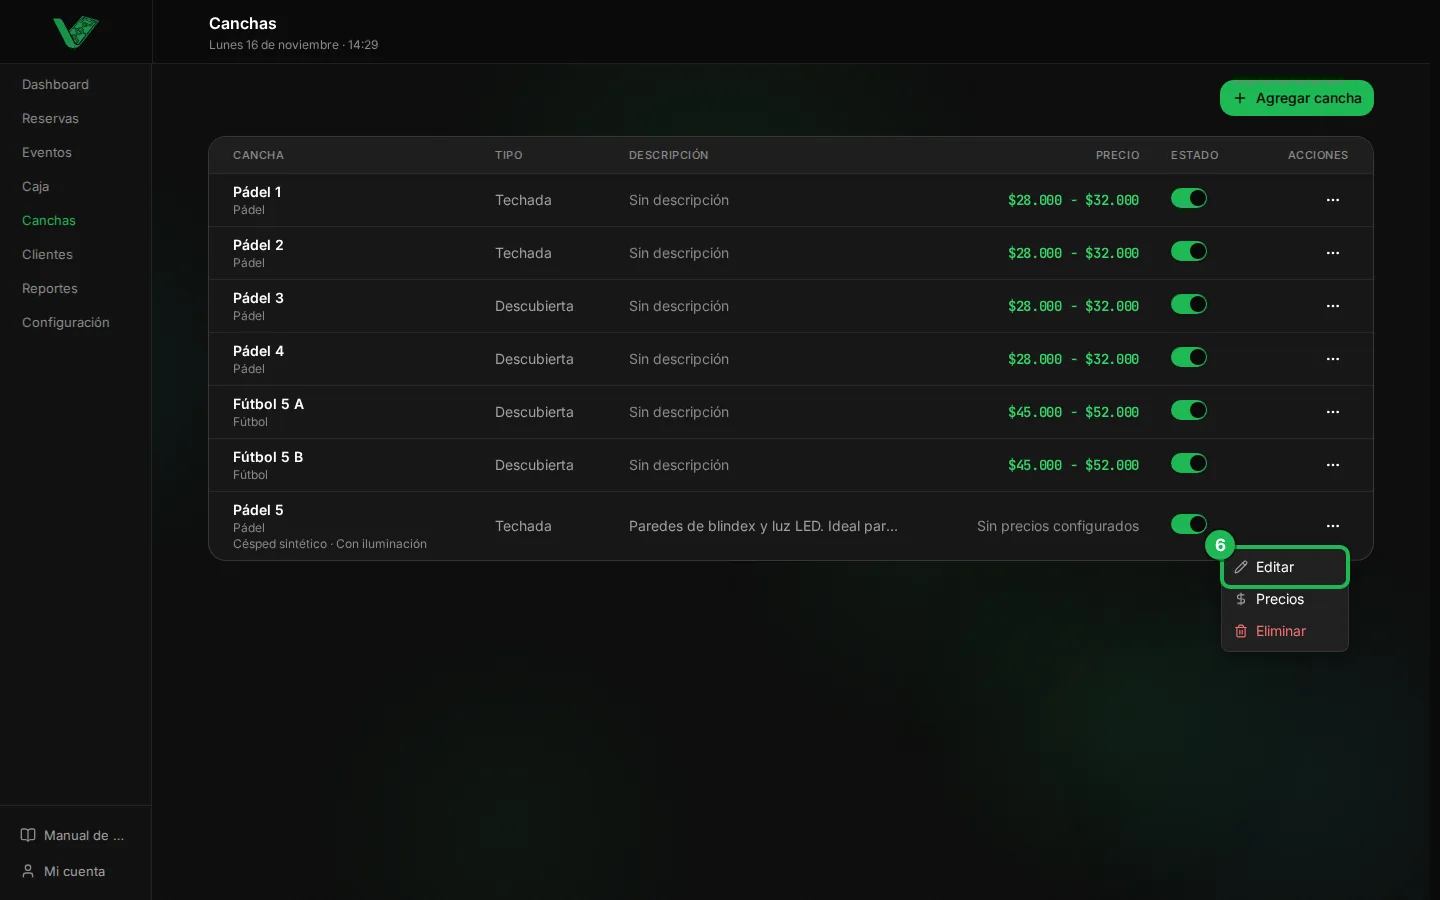 Canchas
Lunes 16 de noviembre · 14:29
Dashboard
Reservas
Eventos
Caja
Canchas
Clientes
Reportes
Configuración
Manual de ...
Mi cuenta
+ Agregar cancha
CANCHA TIPO DESCRIPCIÓN PRECIO ESTADO ACCIONES
Pádel 1
Pádel
Techada Sin descripción $28.000 - $32.000
Pádel 2
Pádel
Techada Sin descripción $28.000 - $32.000
Pádel 3
Pádel
Descubierta Sin descripción $28.000 - $32.000
Pádel 4
Pádel
Descubierta Sin descripción $28.000 - $32.000
Fútbol 5 A
Fútbol
Descubierta Sin descripción $45.000 - $52.000
Fútbol 5 B
Fútbol
Descubierta Sin descripción $45.000 - $52.000
Pádel 5
Pádel
Césped sintético · Con iluminación
Techada Paredes de blindex y luz LED. Ideal par... Sin precios configurados
6
Editar
$ Precios
Eliminar